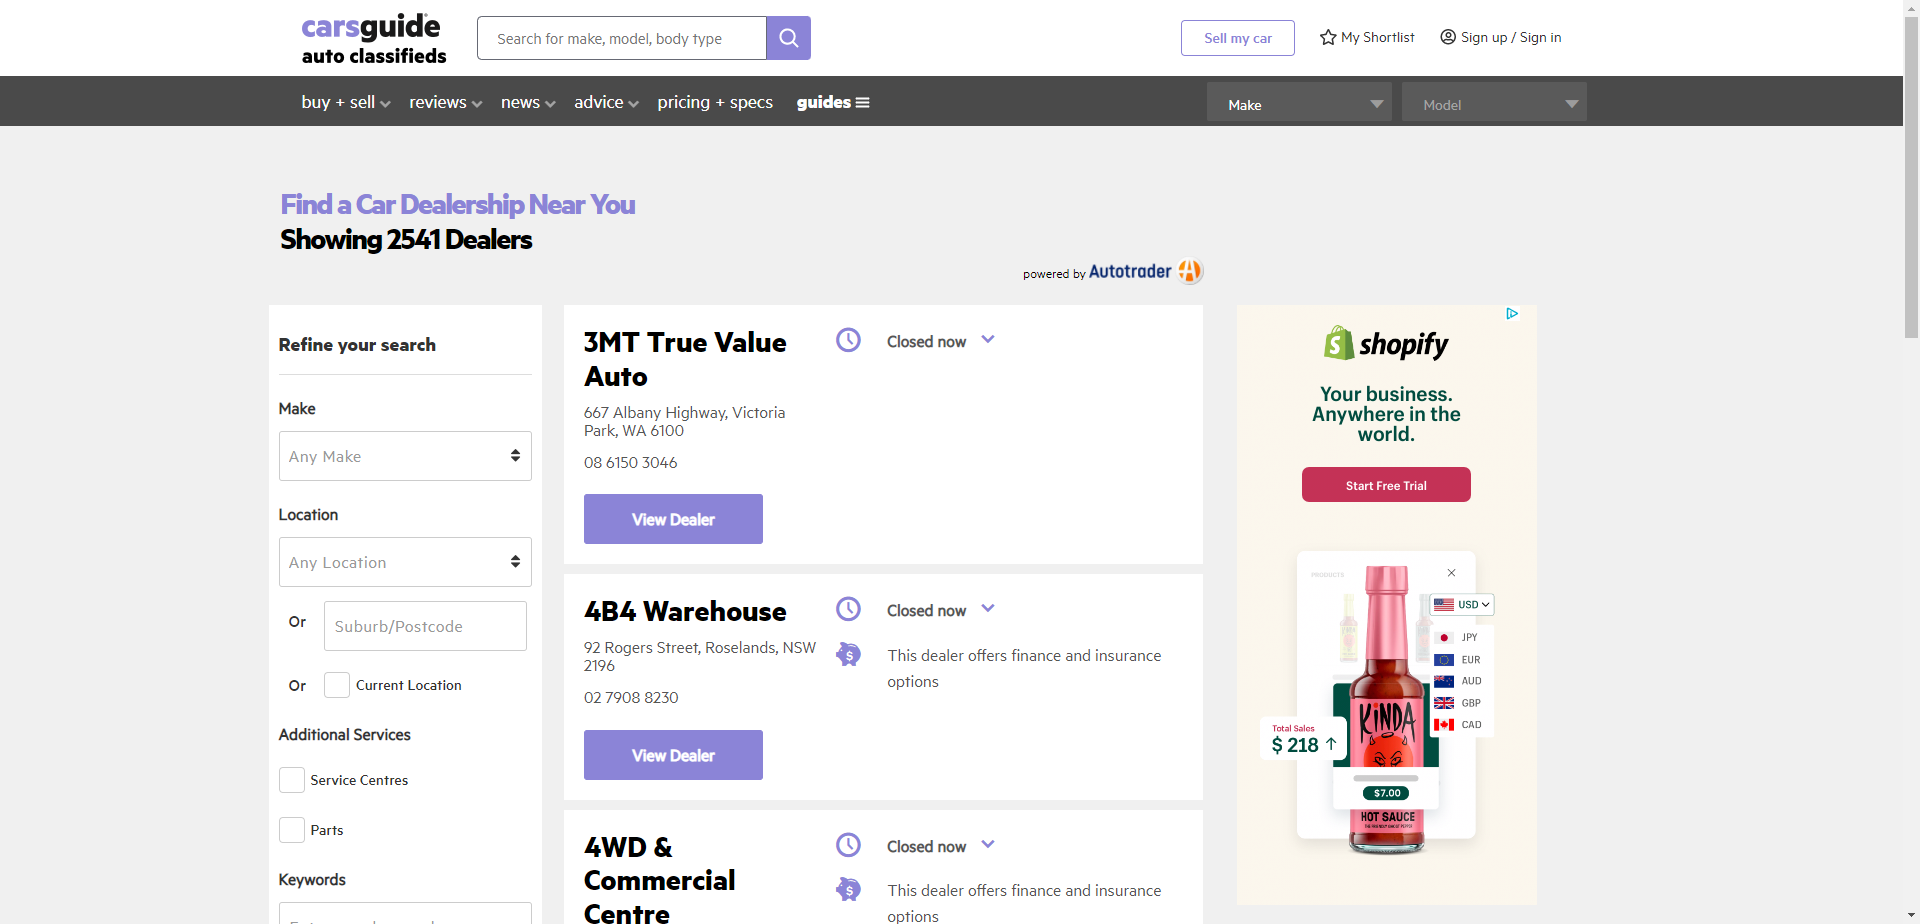 carsguide
auto classifieds
Search for make, model, body type
Sell my car
My Shortlist
Sign up / Sign in
buy + sell
reviews
news
advice
pricing + specs
guides
Make
Model
Find a Car Dealership Near You
Showing 2541 Dealers
powered by Autotrader
Refine your search
Make
Any Make
Location
Any Location
Or
Suburb/Postcode
Or
Current Location
Additional Services
Service Centres
Parts
Keywords
3MT True Value
Auto
667 Albany Highway, Victoria
Park, WA 6100
08 6150 3046
View Dealer
Closed now
4B4 Warehouse
92 Rogers Street, Roselands, NSW
2196
02 7908 8230
View Dealer
Closed now
This dealer offers finance and insurance
options
4WD &
Commercial
Centre
Closed now
This dealer offers finance and insurance
options
shopify
Your business.
Anywhere in the
world.
Start Free Trial
PRODUCTS
USD
JPY
EUR
AUD
GBP
CAD
Total Sales
$ 218
KINDA
$7.00
HOT SAUCE